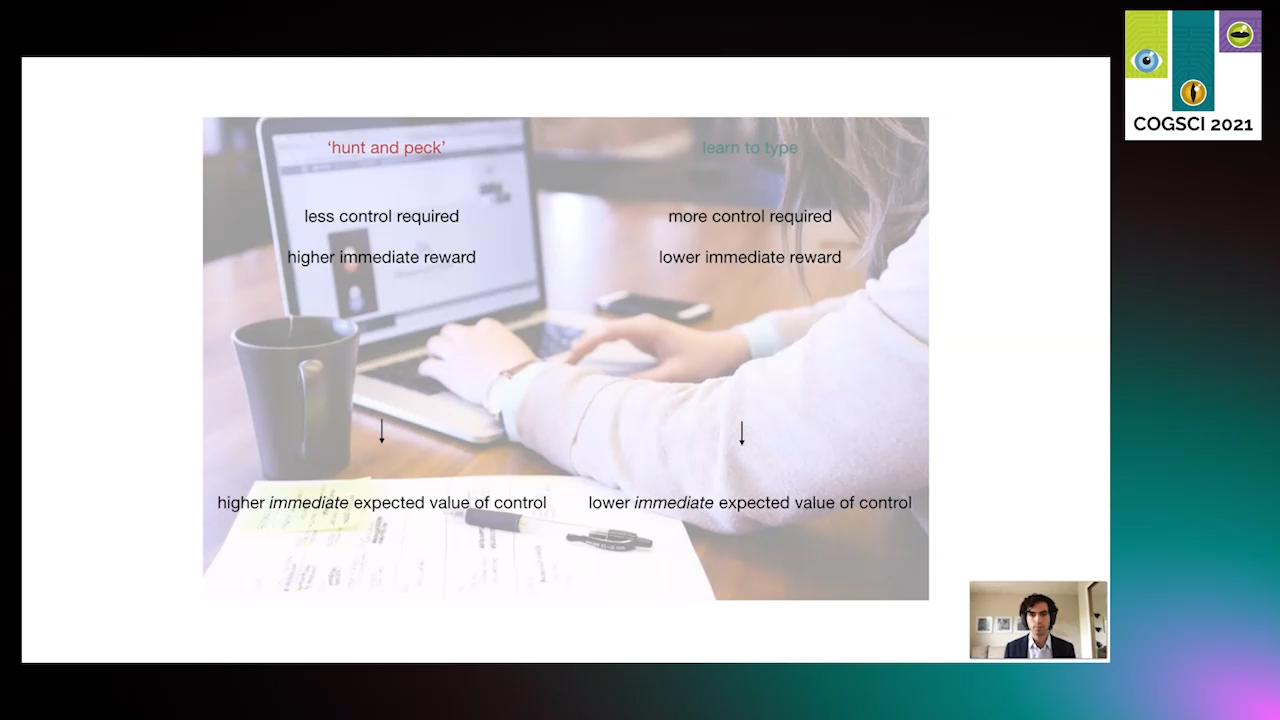 COGSCI 2021
‘hunt and peck’
learn to type
less control required
more control required
higher immediate reward
lower immediate reward
↓
↓
higher immediate expected value of control
lower immediate expected value of control